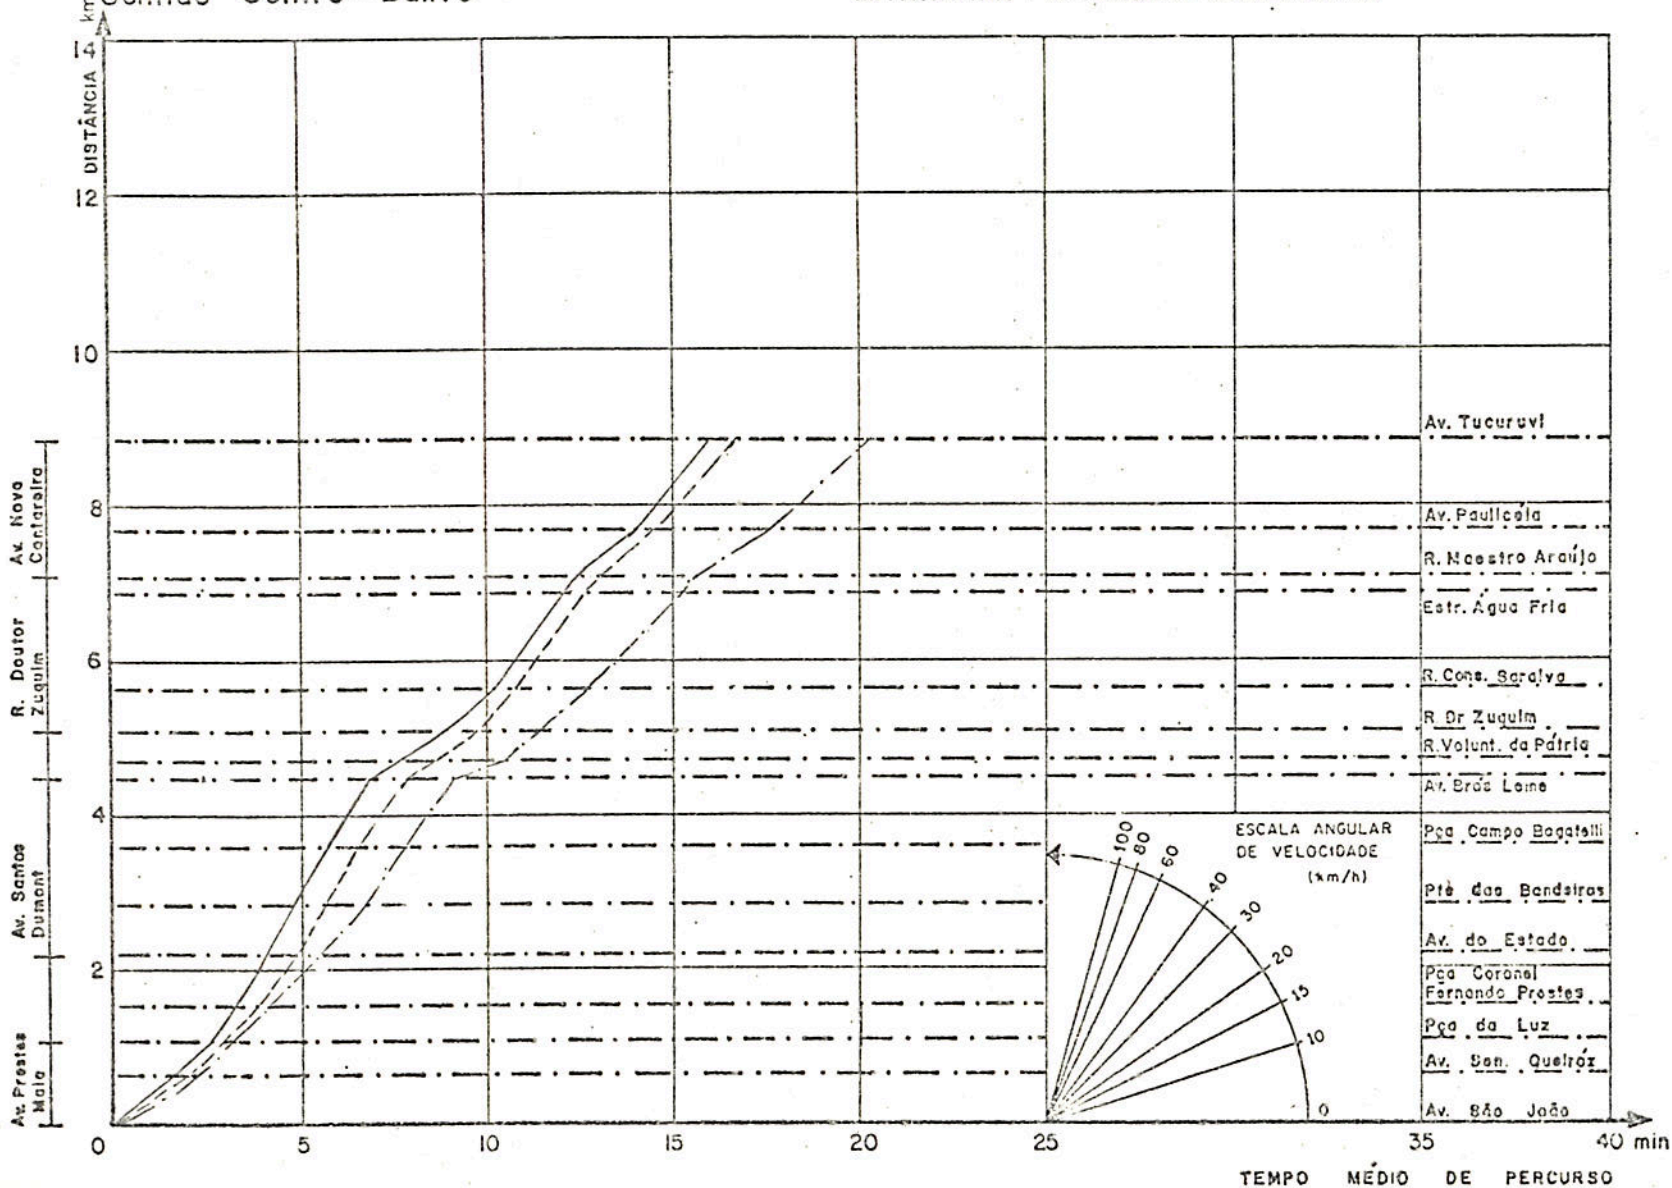 km
DISTÂNCIA
14
12
10
8
6
4
2
0
5
10
15
20
25
35
40 min
TEMPO MÉDIO DE PERCURSO
Av. Nova
Cantareira
R. Doutor
Zuquim
Av. Santos
Dumont
Av. Prestes
Maia
Av. Tucuruvi
Av. Paulicéia
R. Maestro Araújo
Estr. Água Fria
R. Cons. Saraiva
R. Dr Zuquim
R. Volunt. da Pátria
Av. Brás Leme
Pça Campo Bagatelli
Pte das Bandeiras
Av. do Estado
Pça Coronel
Fernando Prestes
Pça da Luz
Av. Sen. Queiróz
Av. São João
ESCALA ANGULAR
DE VELOCIDADE
(km/h)
100
80
60
40
30
20
15
10
0